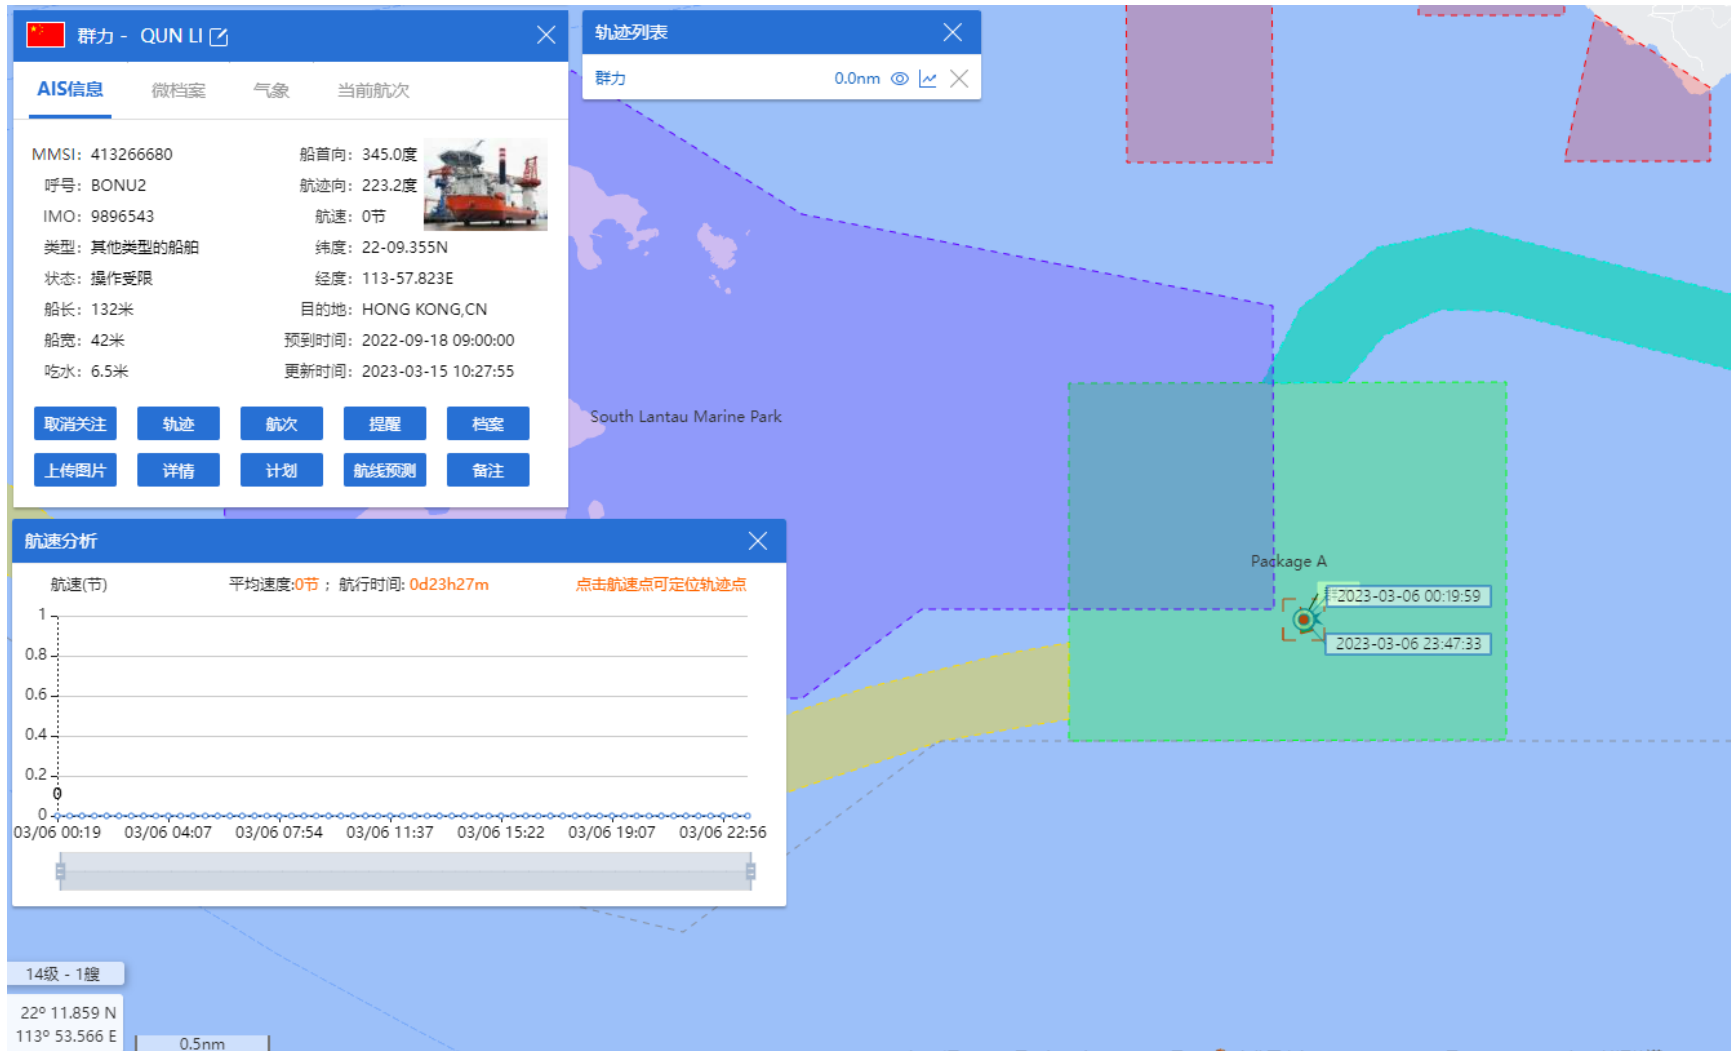 群力 - QUN LI
AIS信息 微档案 气象 当前航次
MMSI: 413266680 船首向: 345.0度
呼号: BONU2 航迹向: 223.2度
IMO: 9896543 航速: 0节
类型: 其他类型的船舶 纬度: 22-09.355N
状态: 操作受限 经度: 113-57.823E
船长: 132米 目的地: HONG KONG,CN
船宽: 42米 预到时间: 2022-09-18 09:00:00
吃水: 6.5米 更新时间: 2023-03-15 10:27:55
取消关注 轨迹 航次 提醒 档案
上传图片 详情 计划 航线预测 备注
轨迹列表
群力 0.0nm
South Lantau Marine Park
Package A
2023-03-06 00:19:59
2023-03-06 23:47:33
航速分析
航速(节) 平均速度:0节 ; 航行时间: 0d23h27m 点击航速点可定位轨迹点
1
0.8
0.6
0.4
0.2
0
0
03/06 00:19 03/06 04:07 03/06 07:54 03/06 11:37 03/06 15:22 03/06 19:07 03/06 22:56
14级 - 1艘
22º 11.859 N
113º 53.566 E
0.5nm